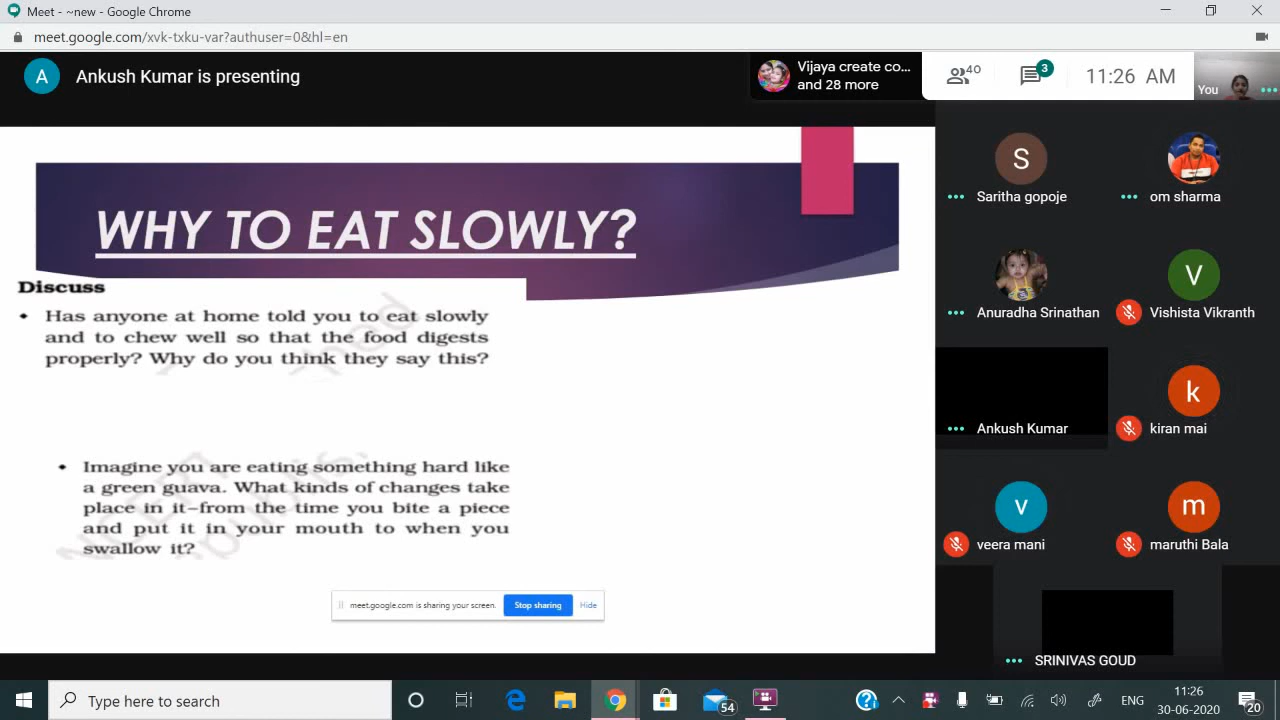 Meet - ~new - Google Chrome
meet.google.com/xvk-txku-var?authuser=0&hl=en
A Ankush Kumar is presenting
Vijaya create co...
and 28 more
40
3
11:26 AM
You
WHY TO EAT SLOWLY?
Discuss
• Has anyone at home told you to eat slowly
and to chew well so that the food digests
properly? Why do you think they say this?
• Imagine you are eating something hard like
a green guava. What kinds of changes take
place in it–from the time you bite a piece
and put it in your mouth to when you
swallow it?
meet.google.com is sharing your screen.
Stop sharing
Hide
S
Saritha gopoje
om sharma
Anuradha Srinathan
V
Vishista Vikranth
Ankush Kumar
k
kiran mai
v
veera mani
m
maruthi Bala
SRINIVAS GOUD
Type here to search
54
ENG
11:26
30-06-2020
20